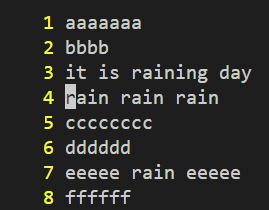 1 aaaaaaa
2 bbbb
3 it is raining day
4 rain rain rain
5 cccccccc
6 dddddd
7 eeeee rain eeeee
8 ffffff